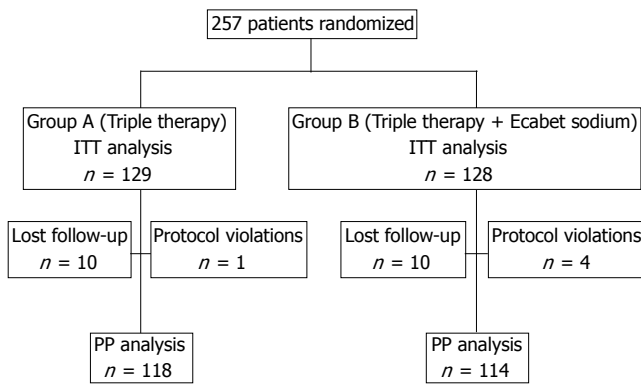 257 patients randomized
Group A (Triple therapy)
ITT analysis
n = 129
Group B (Triple therapy + Ecabet sodium)
ITT analysis
n = 128
Lost follow-up
n = 10
Protocol violations
n = 1
Lost follow-up
n = 10
Protocol violations
n = 4
PP analysis
n = 118
PP analysis
n = 114